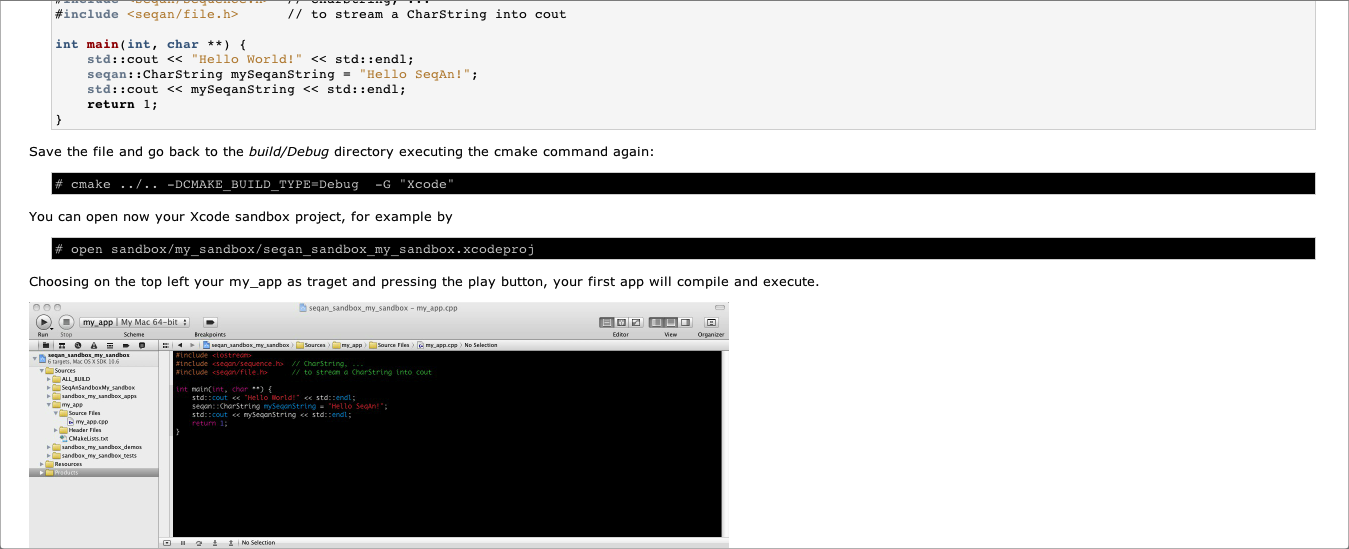 #include <seqan/sequence.h>  // CharString, ...
#include <seqan/file.h>      // to stream a CharString into cout
int main(int, char **) {
    std::cout << "Hello World!" << std::endl;
    seqan::CharString mySeqanString = "Hello SeqAn!";
    std::cout << mySeqanString << std::endl;
    return 1;
}
Save the file and go back to the build/Debug directory executing the cmake command again:
# cmake ../.. -DCMAKE_BUILD_TYPE=Debug  -G "Xcode"
You can open now your Xcode sandbox project, for example by
# open sandbox/my_sandbox/seqan_sandbox_my_sandbox.xcodeproj
Choosing on the top left your my_app as traget and pressing the play button, your first app will compile and execute.
seqan_sandbox_my_sandbox – my_app.cpp
my_app | My Mac 64-bit
Run Stop Scheme Breakpoints Editor View Organizer
seqan_sandbox_my_sandbox Sources my_app Source Files my_app.cpp No Selection
seqan_sandbox_my_sandbox
6 targets, Mac OS X SDK 10.6
Sources
ALL_BUILD
SeqAnSandboxMy_sandbox
sandbox_my_sandbox_apps
my_app
Source Files
my_app.cpp
Header Files
CMakeLists.txt
sandbox_my_sandbox_demos
sandbox_my_sandbox_tests
Resources
Products
#include <iostream>
#include <seqan/sequence.h>  // CharString, ...
#include <seqan/file.h>      // to stream a CharString into cout
int main(int, char **) {
    std::cout << "Hello World!" << std::endl;
    seqan::CharString mySeqanString = "Hello SeqAn!";
    std::cout << mySeqanString << std::endl;
    return 1;
}
No Selection